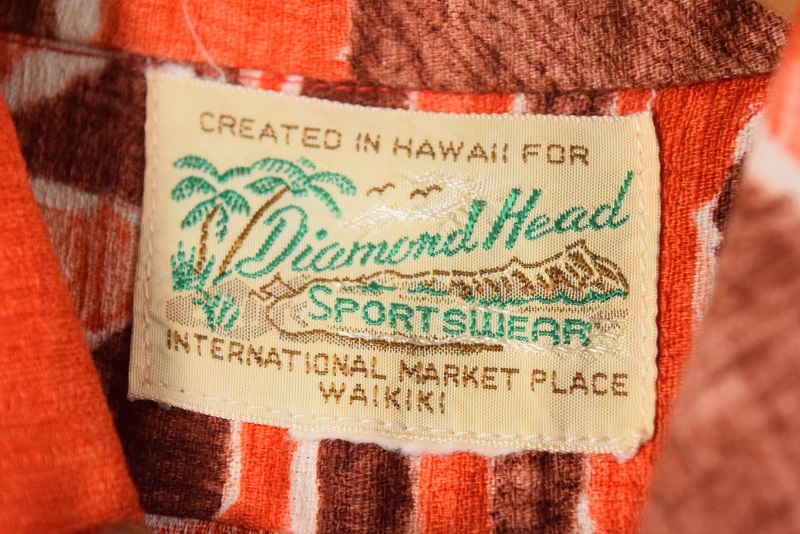 CREATED IN HAWAII FOR
Diamond Head
SPORTSWEAR
INTERNATIONAL MARKET PLACE
WAIKIKI